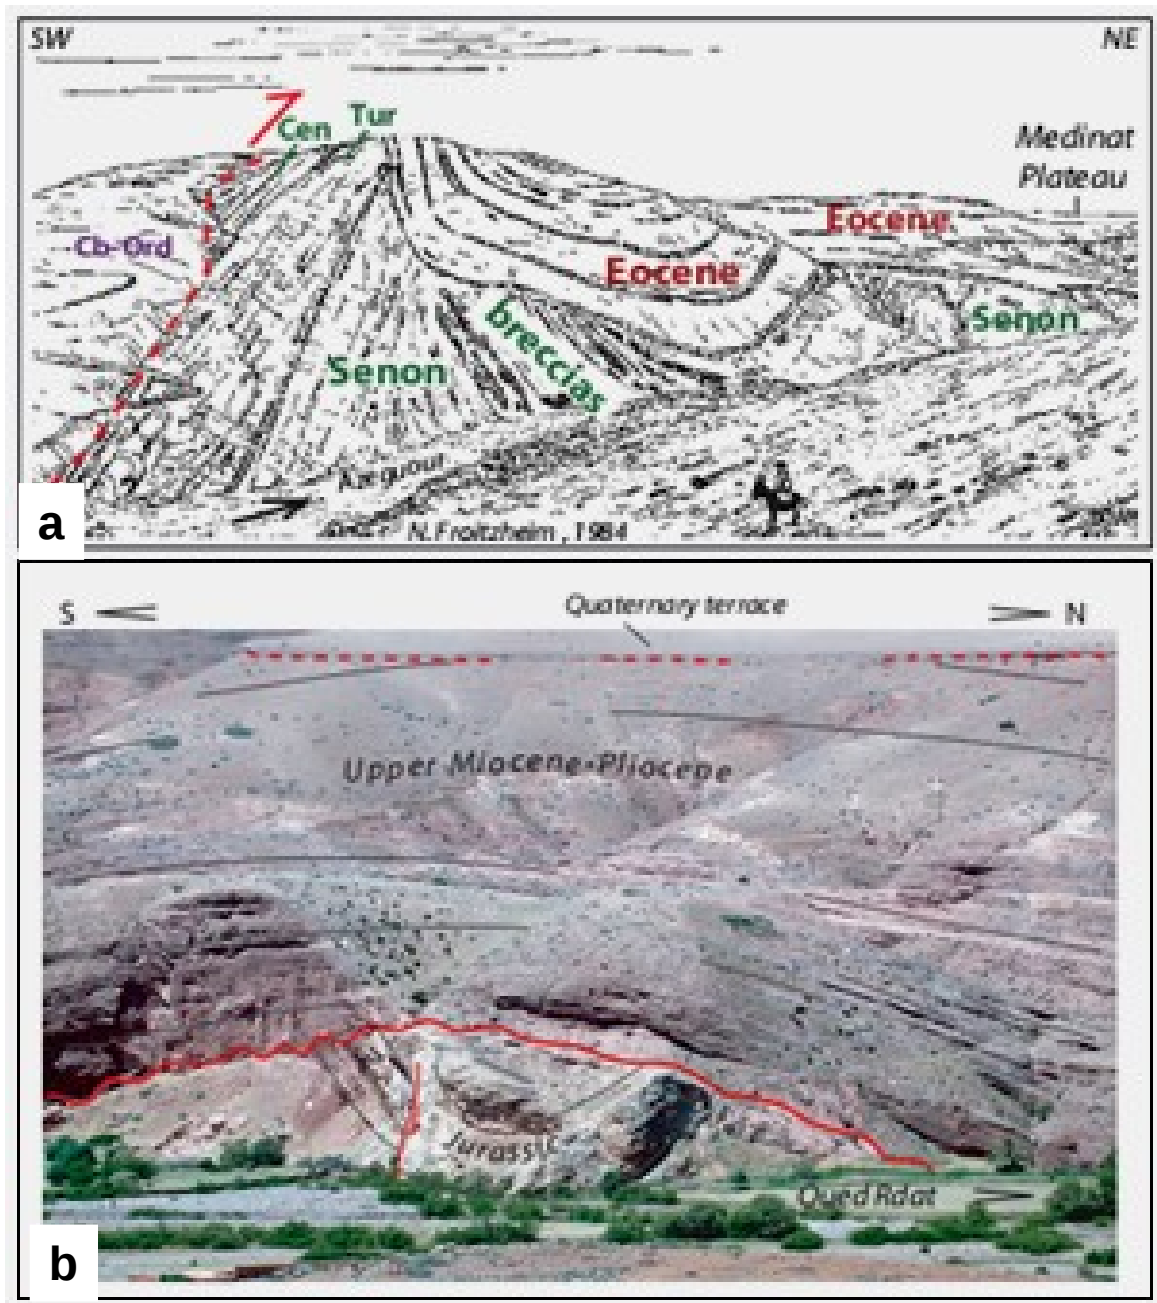 SW
NE
Cen
Tur
Medinat
Plateau
Cb-Ord
Eocene
Eocene
Senon
breccias
Senon
N. Froitzheim, 1984
a
S
N
Quaternary terrace
Upper Miocene-Pliocene
Jurassic
Oued Rdat
b